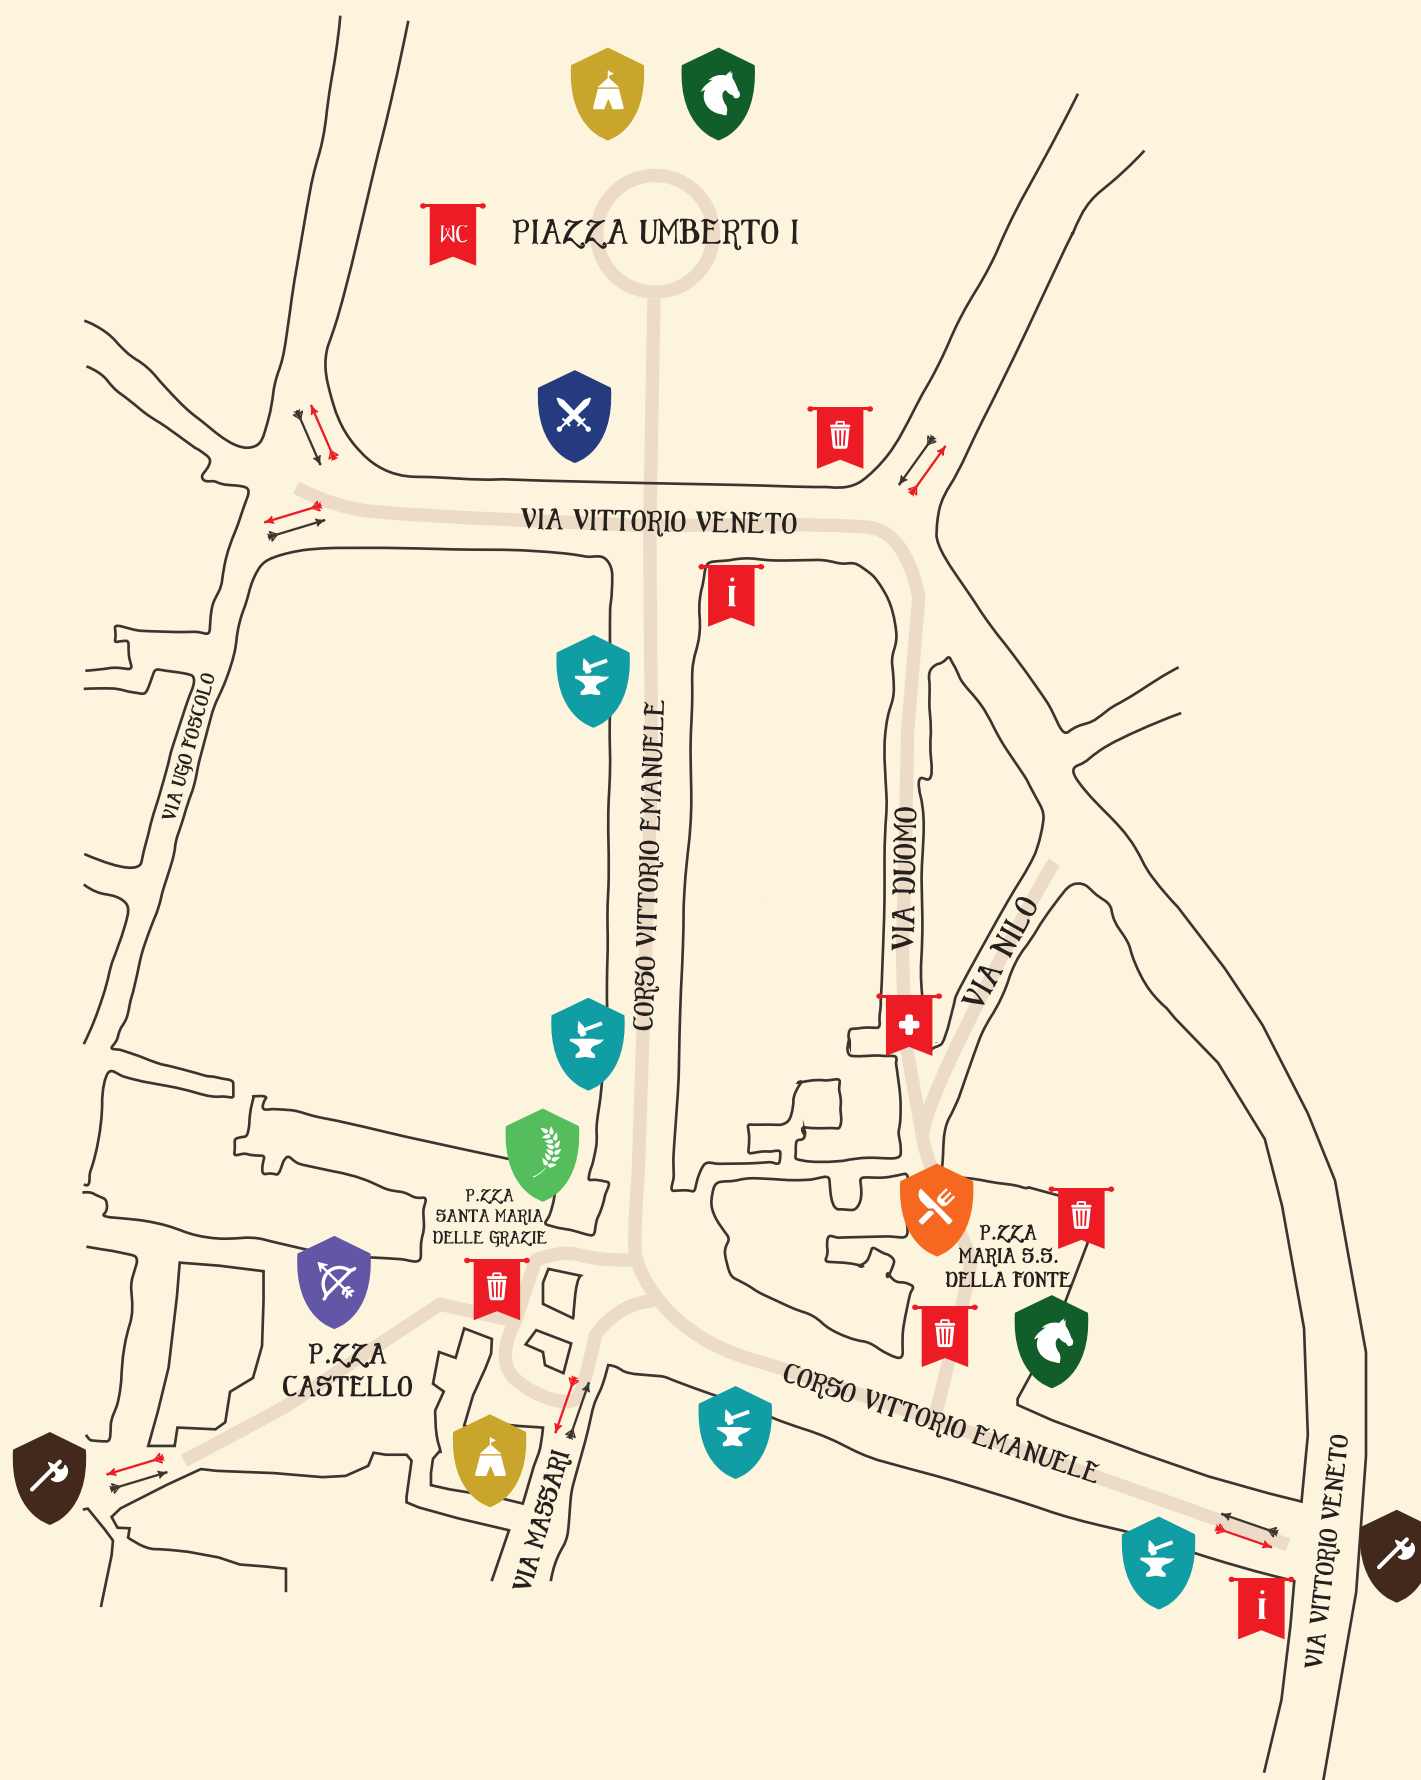 WC
PIAZZA UMBERTO I
VIA VITTORIO VENETO
i
VIA UGO FOSCOLO
CORSO VITTORIO EMANUELE
VIA DUOMO
VIA NILO
P.ZZA
SANTA MARIA
DELLE GRAZIE
P.ZZA
MARIA S.S.
DELLA FONTE
P.ZZA
CASTELLO
CORSO VITTORIO EMANUELE
VIA MASSARI
VIA VITTORIO VENETO
i